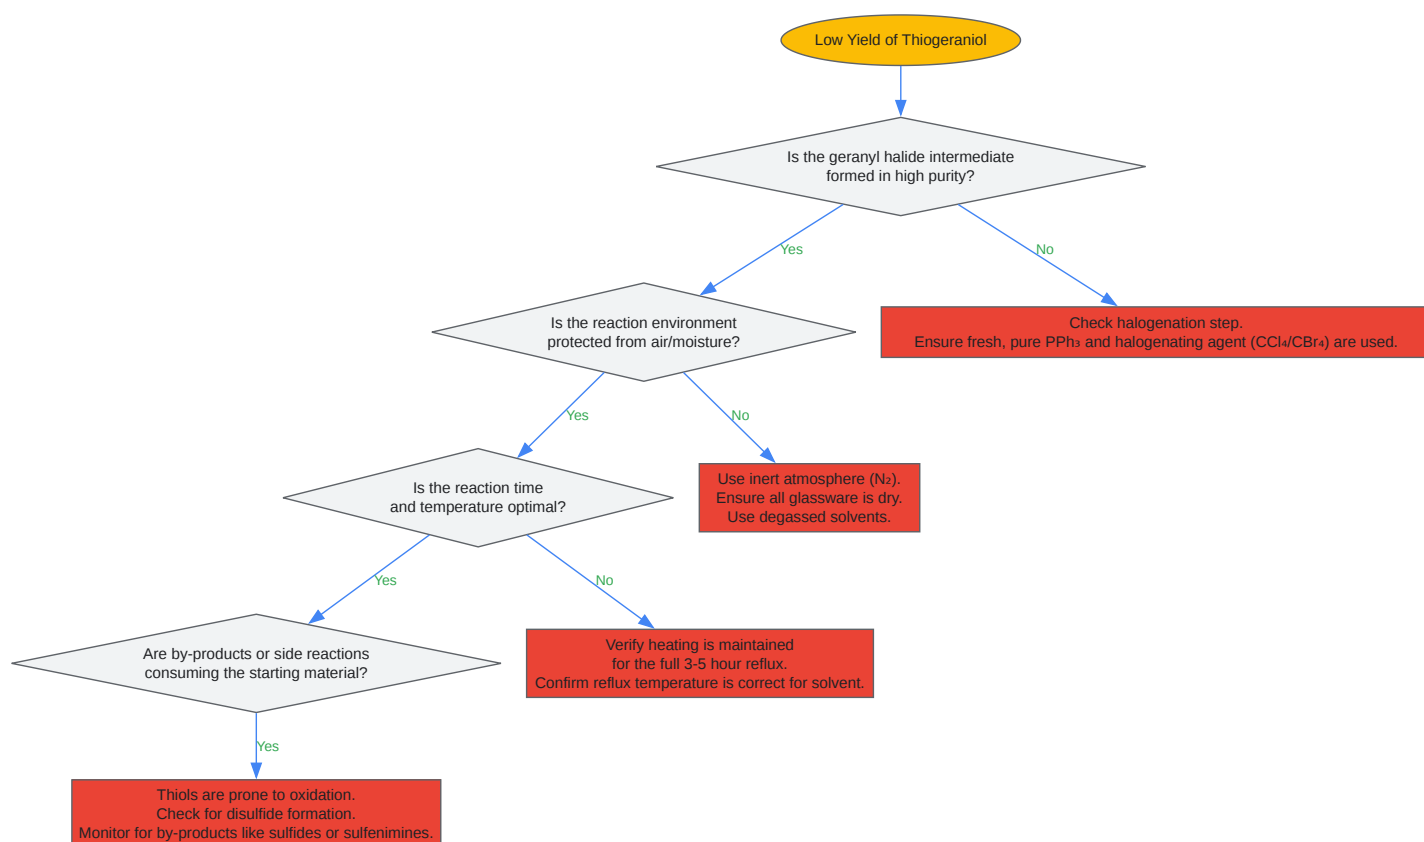 Low Yield of Thiogeraniol
Is the geranyl halide intermediate
formed in high purity?
Yes
No
Is the reaction environment
protected from air/moisture?
Check halogenation step.
Ensure fresh, pure PPh₃ and halogenating agent (CCl₄/CBr₄) are used.
Yes
No
Is the reaction time
and temperature optimal?
Use inert atmosphere (N₂).
Ensure all glassware is dry.
Use degassed solvents.
Yes
No
Are by-products or side reactions
consuming the starting material?
Verify heating is maintained
for the full 3-5 hour reflux.
Confirm reflux temperature is correct for solvent.
Yes
Thiols are prone to oxidation.
Check for disulfide formation.
Monitor for by-products like sulfides or sulfenimines.